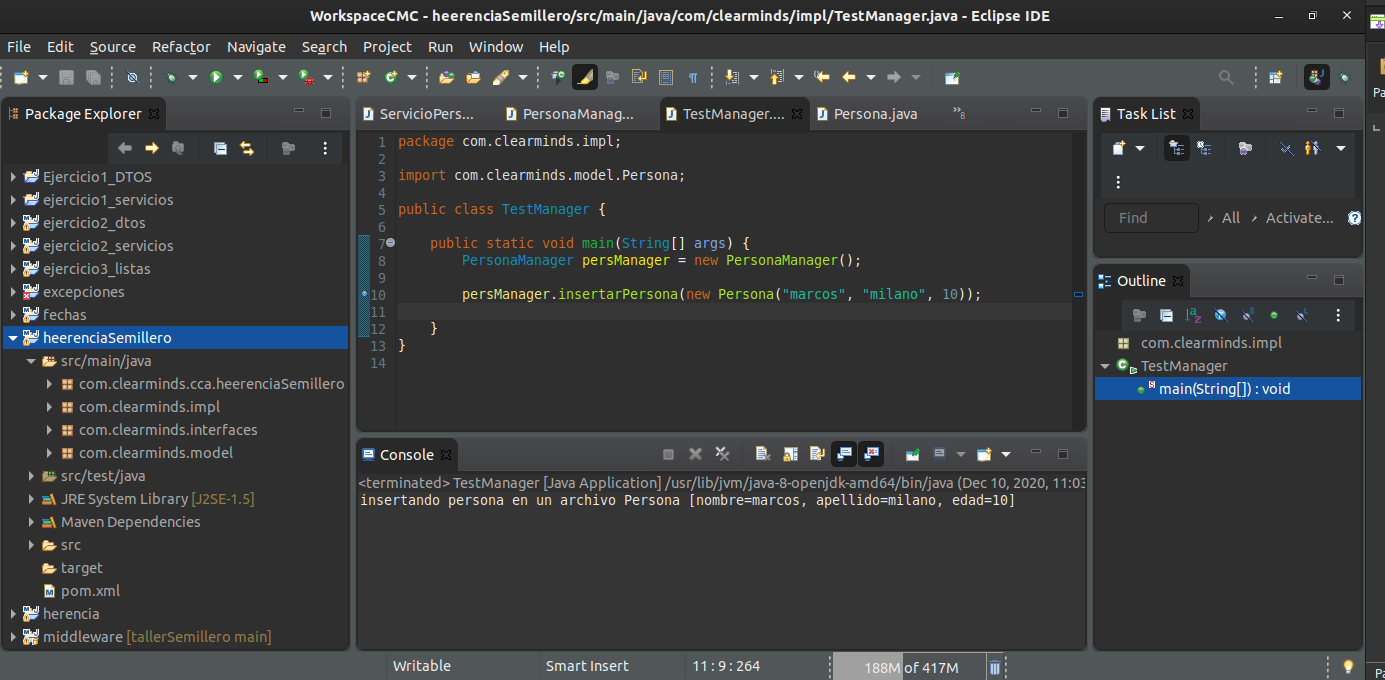 WorkspaceCMC - heerenciaSemillero/src/main/java/com/clearminds/impl/TestManager.java - Eclipse IDE
File Edit Source Refactor Navigate Search Project Run Window Help
Package Explorer
Ejercicio1_DTOS
ejercicio1_servicios
ejercicio2_dtos
ejercicio2_servicios
ejercicio3_listas
excepciones
fechas
heerenciaSemillero
src/main/java
com.clearminds.cca.heerenciaSemillero
com.clearminds.impl
com.clearminds.interfaces
com.clearminds.model
src/test/java
JRE System Library [J2SE-1.5]
Maven Dependencies
src
target
pom.xml
herencia
middleware [tallerSemillero main]
ServicioPers... PersonaManag... TestManager.... Persona.java »8
1 package com.clearminds.impl;
2
3 import com.clearminds.model.Persona;
4
5 public class TestManager {
6
7 public static void main(String[] args) {
8 PersonaManager persManager = new PersonaManager();
9
10 persManager.insertarPersona(new Persona("marcos", "milano", 10));
11
12 }
13 }
14
Console
<terminated> TestManager [Java Application] /usr/lib/jvm/java-8-openjdk-amd64/bin/java (Dec 10, 2020, 11:03
insertando persona en un archivo Persona [nombre=marcos, apellido=milano, edad=10]
Task List
Find All Activate...
Outline
com.clearminds.impl
TestManager
main(String[]) : void
Writable Smart Insert 11 : 9 : 264 188M of 417M
Pa
Pa